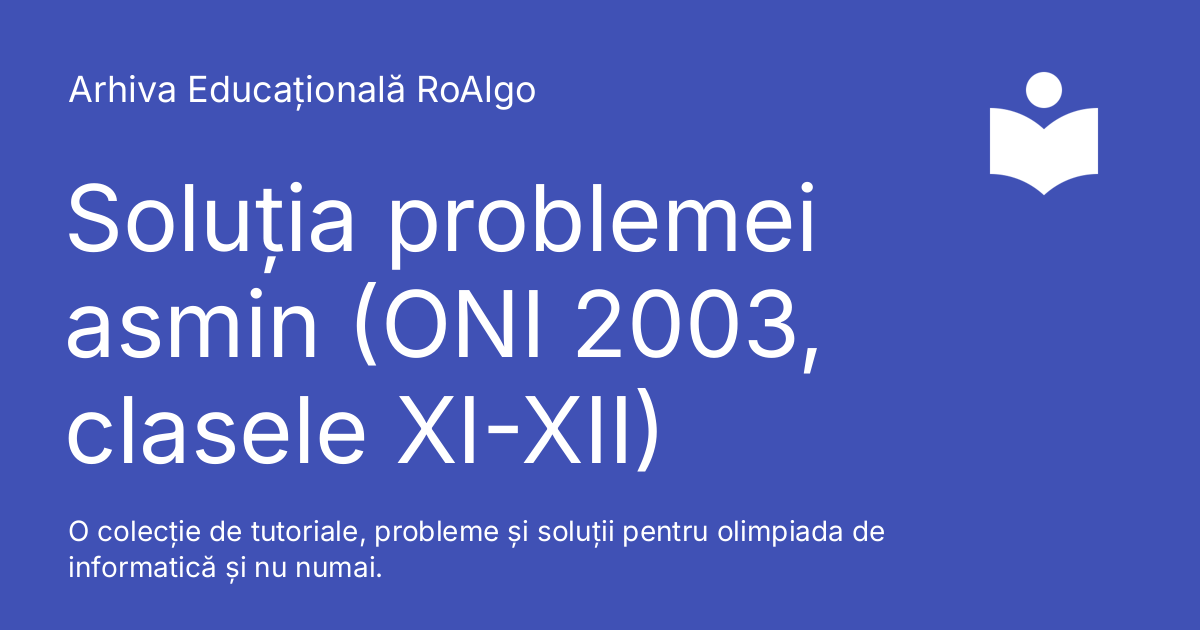 Arhiva Educațională RoAlgo
Soluția problemei
asmin (ONI 2003,
clasele XI-XII)
O colecție de tutoriale, probleme și soluții pentru olimpiada de
informatică și nu numai.